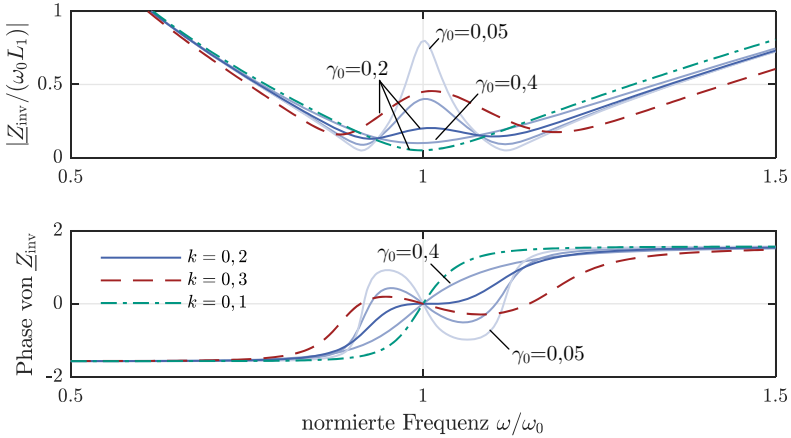 |Z_inv/(ω₀L₁)|
1
0.5
0
γ₀=0,05
γ₀=0,2
γ₀=0,4
0.5
1
1.5
Phase von Z_inv
2
0
-2
k = 0,2
k = 0,3
k = 0,1
γ₀=0,4
γ₀=0,05
0.5
1
1.5
normierte Frequenz ω/ω₀